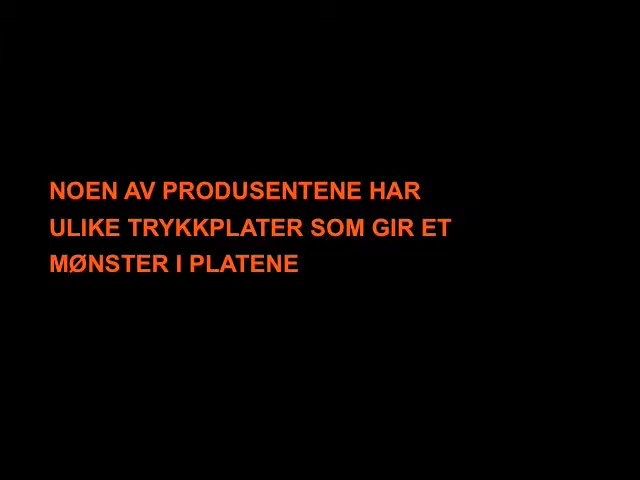 NOEN AV PRODUSENTENE HAR
ULIKE TRYKKPLATER SOM GIR ET
MØNSTER I PLATENE